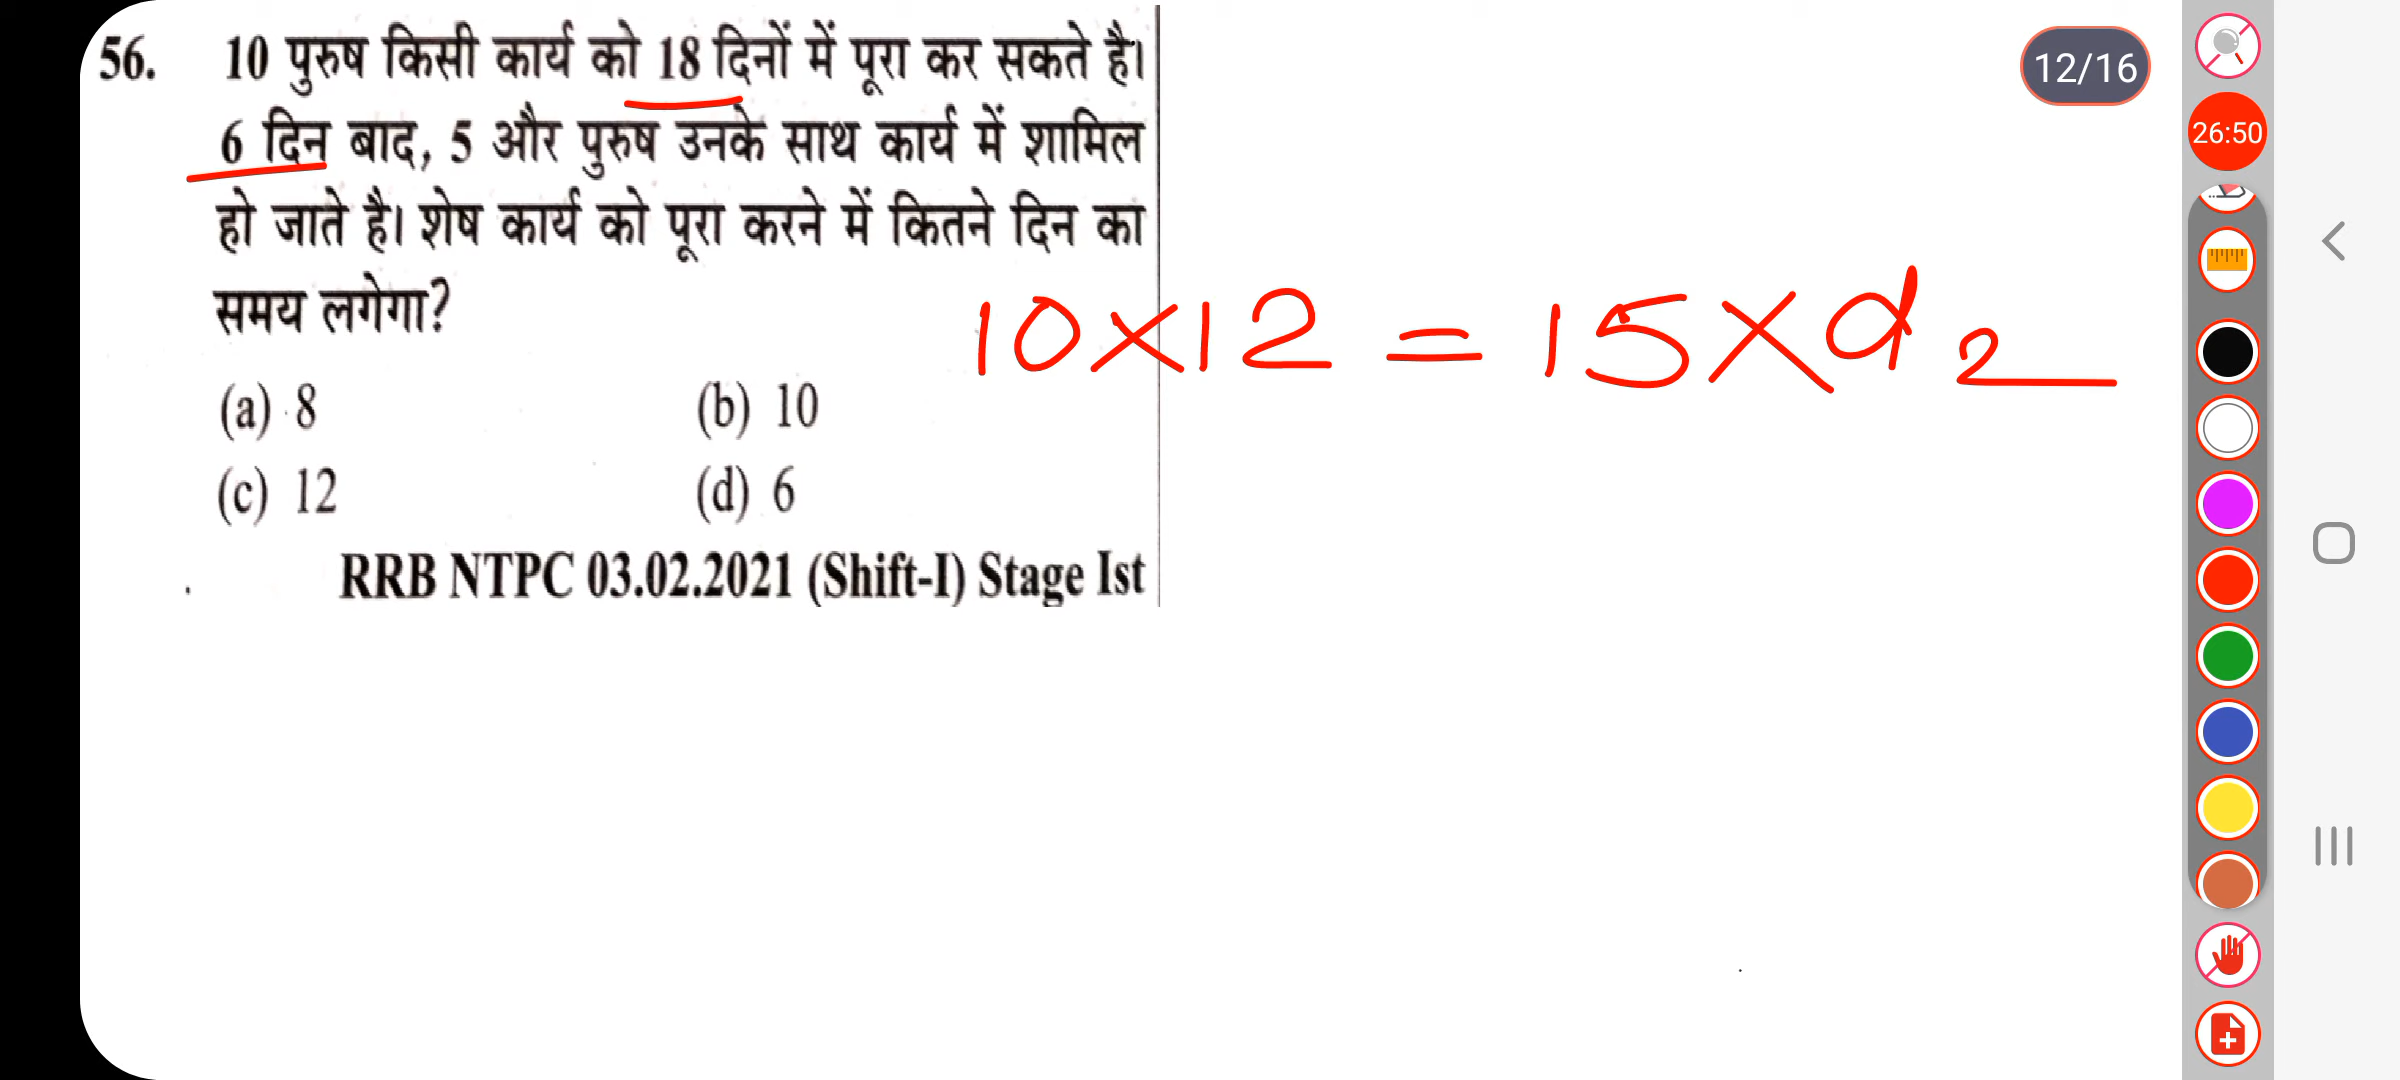 56. 10 पुरुष किसी कार्य को 18 दिनों में पूरा कर सकते है।
6 दिन बाद, 5 और पुरुष उनके साथ कार्य में शामिल
हो जाते है। शेष कार्य को पूरा करने में कितने दिन का
समय लगेगा?
10×12 = 15×d2
(a) 8 (b) 10
(c) 12 (d) 6
RRB NTPC 03.02.2021 (Shift-I) Stage Ist
12/16
26:50